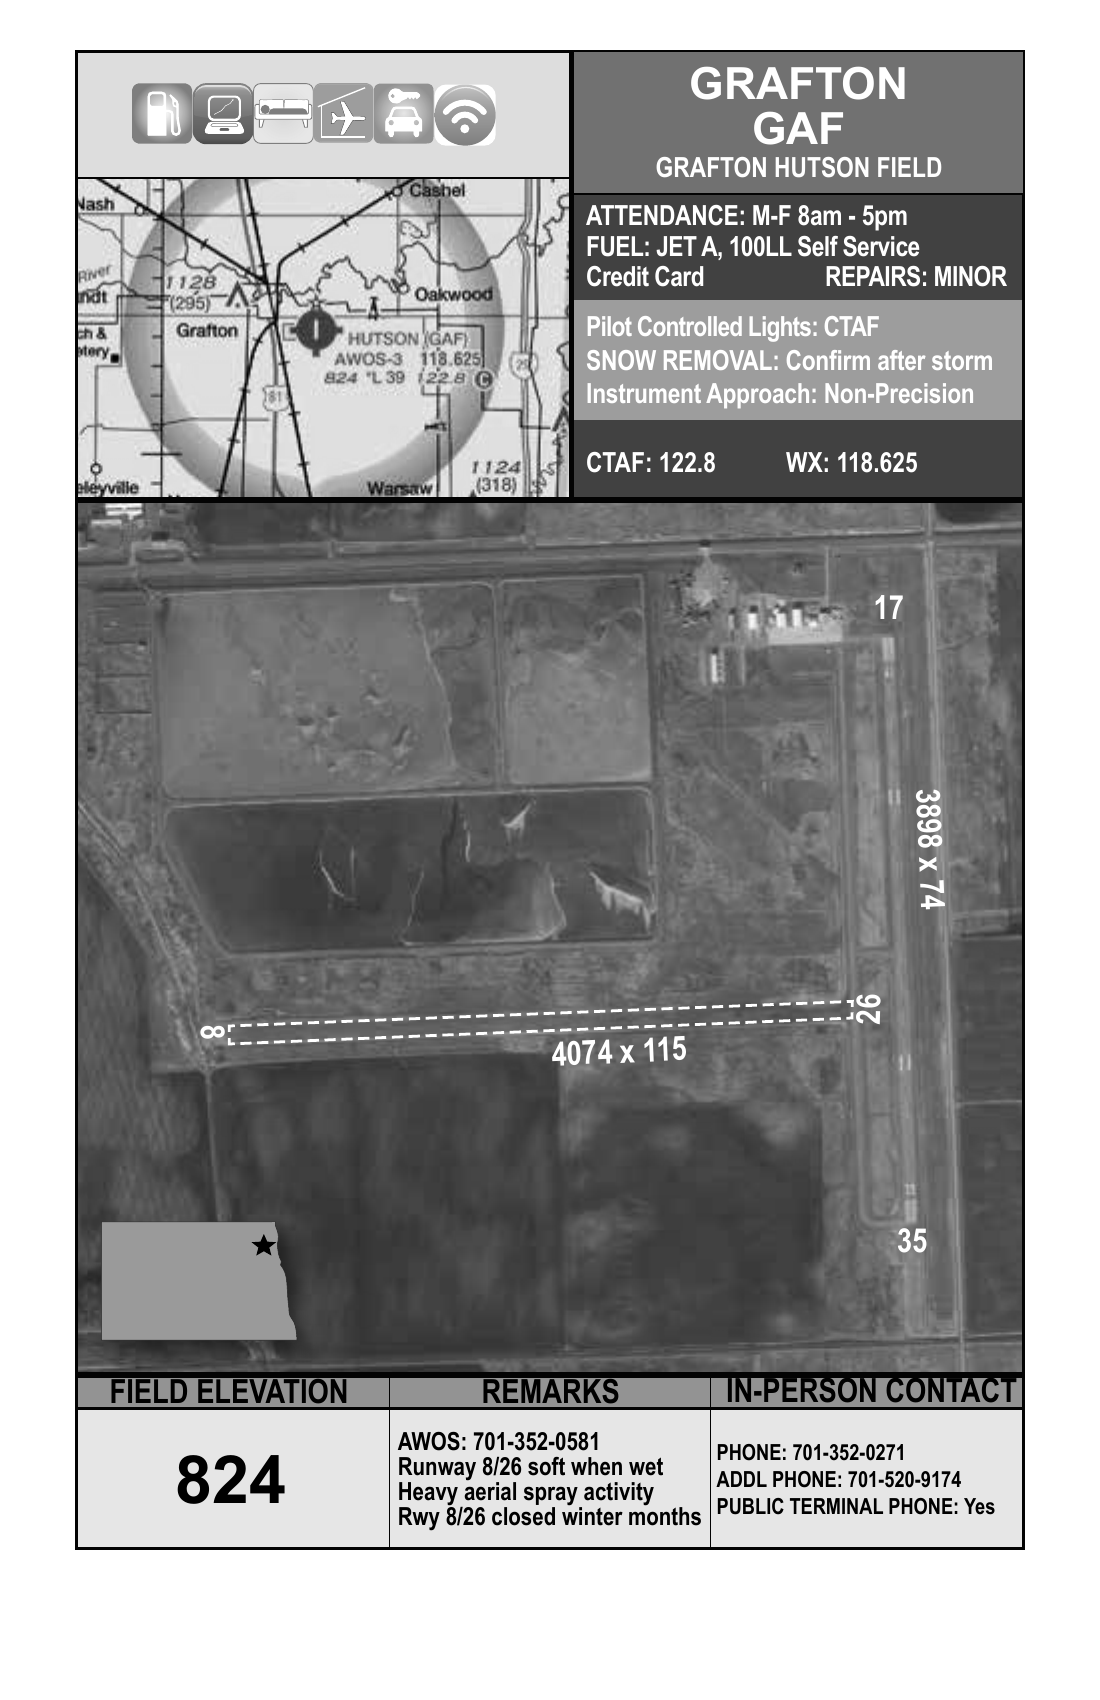 GRAFTON
GAF
GRAFTON HUTSON FIELD
ATTENDANCE: M-F 8am - 5pm
FUEL: JET A, 100LL Self Service
Credit Card REPAIRS: MINOR
Pilot Controlled Lights: CTAF
SNOW REMOVAL: Confirm after storm
Instrument Approach: Non-Precision
CTAF: 122.8 WX: 118.625
Nash
Cashel
River
1128
(295)
Oakwood
Grafton
HUTSON (GAF)
AWOS-3 118.625
824 *L 39 122.8 C
81
29
1124
(318)
Warsaw
eleyville
17
3898 x 74
8
26
4074 x 115
35
FIELD ELEVATION
824
REMARKS
AWOS: 701-352-0581
Runway 8/26 soft when wet
Heavy aerial spray activity
Rwy 8/26 closed winter months
IN-PERSON CONTACT
PHONE: 701-352-0271
ADDL PHONE: 701-520-9174
PUBLIC TERMINAL PHONE: Yes